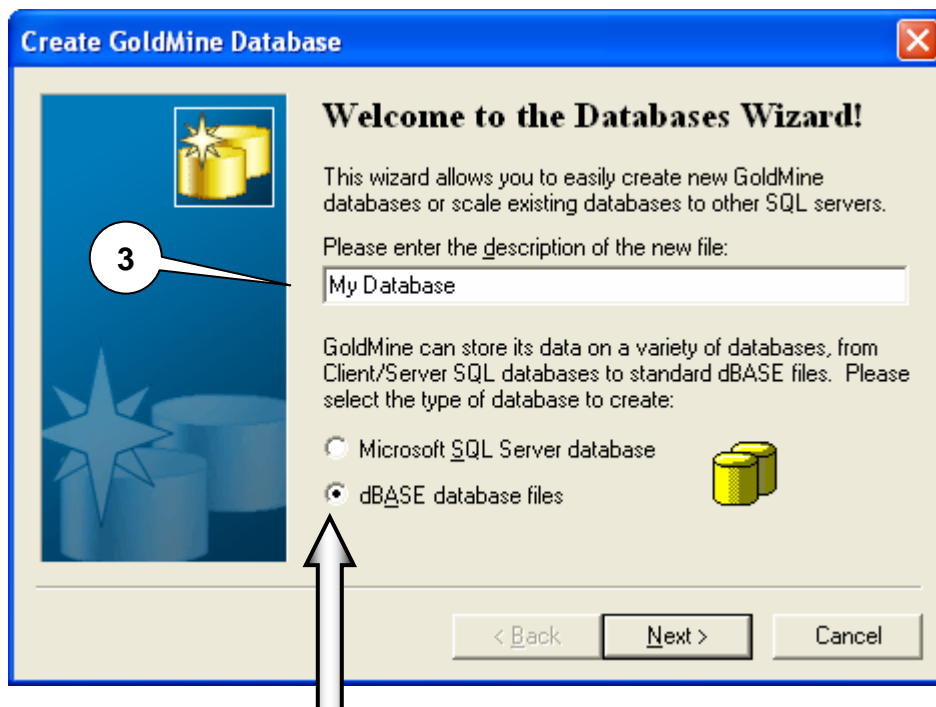 Create GoldMine Database
Welcome to the Databases Wizard!
This wizard allows you to easily create new GoldMine
databases or scale existing databases to other SQL servers.
Please enter the description of the new file:
3
My Database
GoldMine can store its data on a variety of databases, from
Client/Server SQL databases to standard dBASE files. Please
select the type of database to create:
Microsoft SQL Server database
dBASE database files
< Back
Next >
Cancel